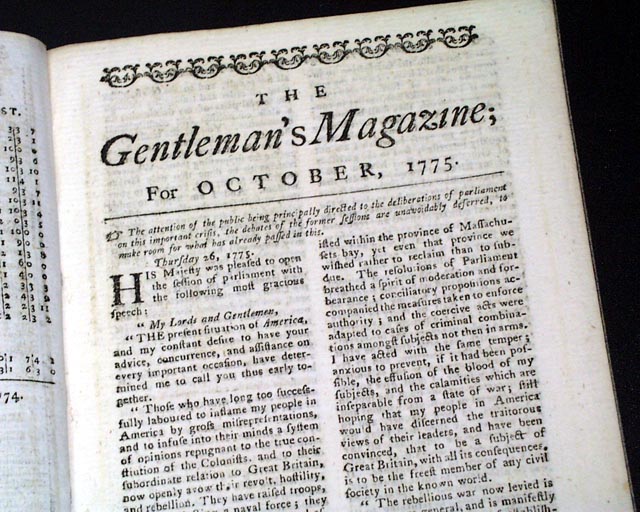 ST.
THE
Gentleman's Magazine;
For OCTOBER, 1775.
☞ The attention of the public being principally directed to the deliberations of parliament
on this important crisis, the debates of the former sessions are unavoidably deferred, to
make room for what has already passed in this.
Thursday 26, 1775.
HIS Majesty was pleased to open
the session of parliament with
the following most gracious
speech:
"My Lords and Gentlemen,
"THE present situation of America,
and my constant desire to have your
advice, concurrence, and assistance on
every important occasion, have deter-
mined me to call you thus early to-
gether.
"Those who have long too success-
fully laboured to inflame my people in
America by gross misrepresentations,
and to infuse into their minds a system
of opinions repugnant to the true con-
stitution of the Colonists, and to their
subordinate relation to Great Britain,
now openly avow their revolt, hostility,
and rebellion. They have raised troops,
a naval force; they
isted within the province of Massachu-
sets bay, yet even that province we
wished rather to reclaim than to sub-
due. The resolutions of Parliament
breathed a spirit of moderation and for-
bearance; conciliatory propositions ac-
companied the measures taken to enforce
authority; and the coercive acts were
adapted to cases of criminal combina-
tions amongst subjects not then in arms.
I have acted with the same temper;
anxious to prevent, if it had been pos-
sible, the effusion of the blood of my
subjects, and the calamities which are
inseparable from a state of war; still
hoping that my people in America
would have discerned the traitorous
views of their leaders, and have been
convinced, that to be a subject of
Great Britain, with all its consequences,
is to be the freest member of any civil
society in the known world.
"The rebellious war now levied is
general, and is manifestly